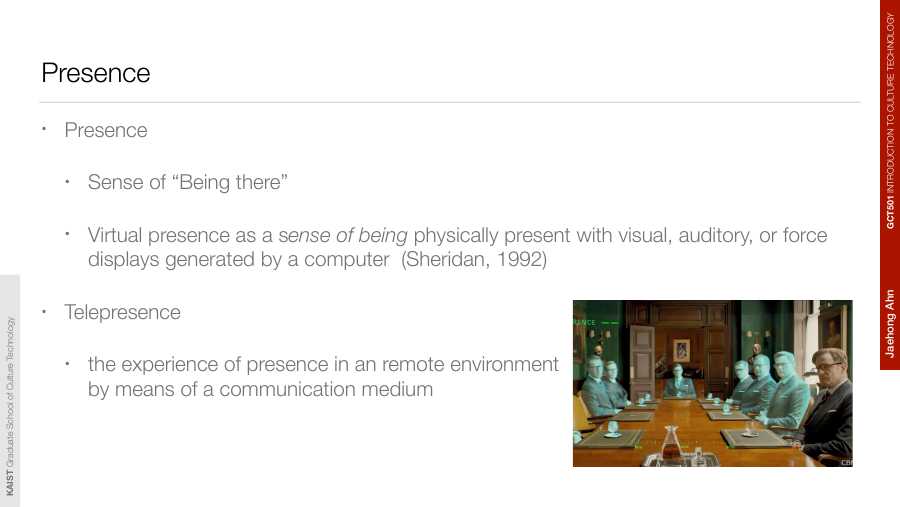 Presence
• Presence
• Sense of “Being there”
• Virtual presence as a sense of being physically present with visual, auditory, or force
displays generated by a computer (Sheridan, 1992)
• Telepresence
• the experience of presence in an remote environment
by means of a communication medium
KAIST Graduate School of Culture Technology
GCT501 INTRODUCTION TO CULTURE TECHNOLOGY
Jaehong Ahn